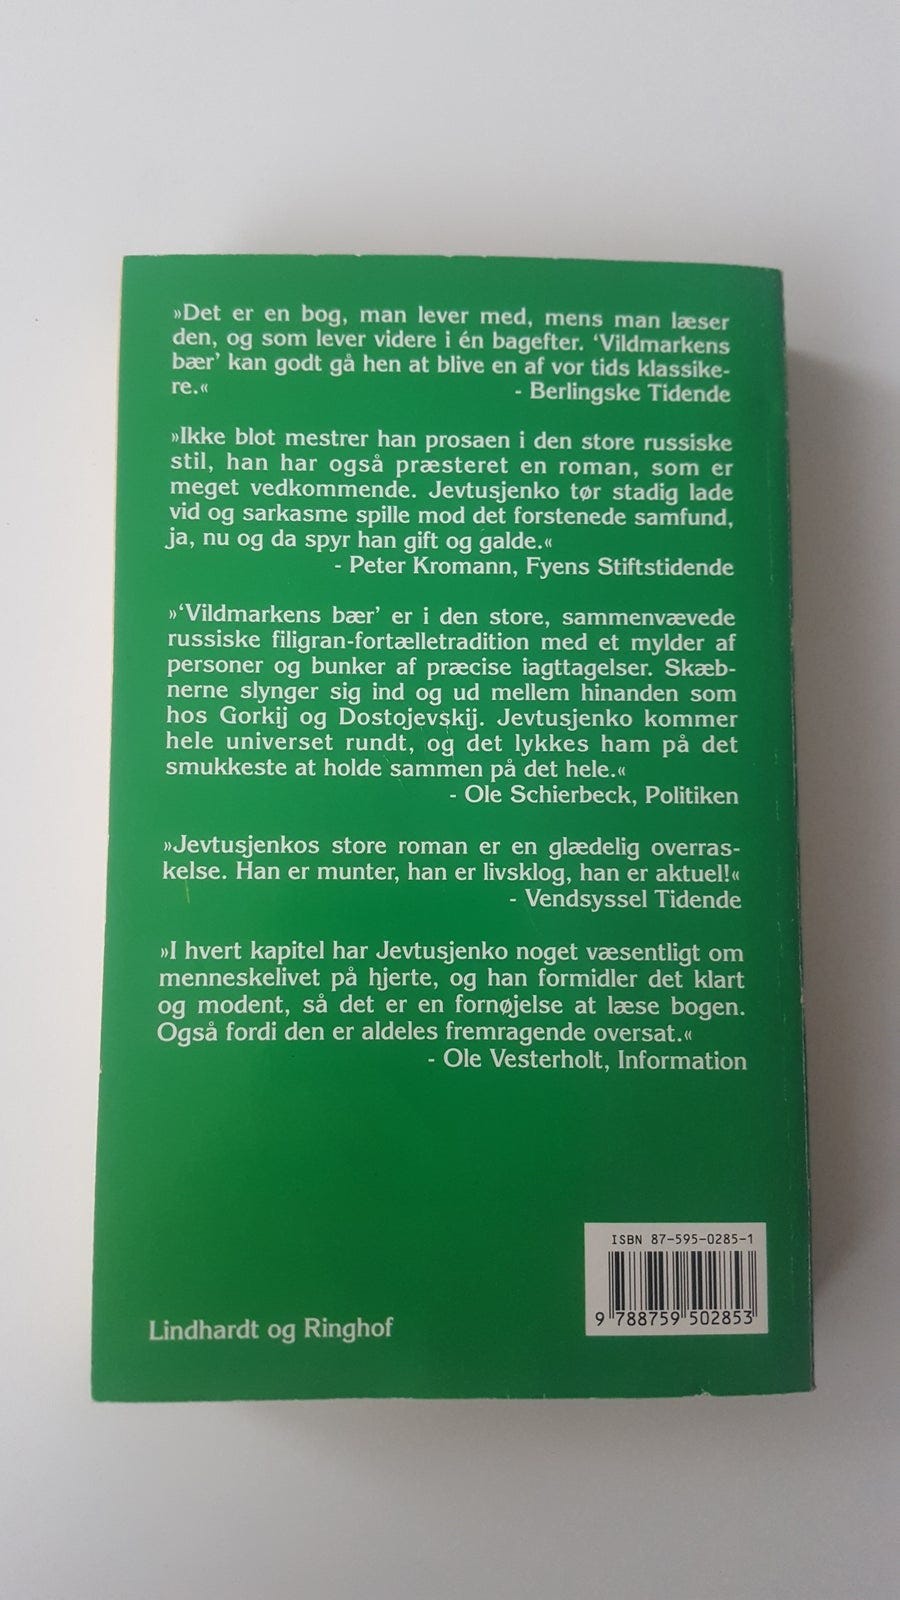 »Det er en bog, man lever med, mens man læser
den, og som lever videre i én bagefter. ‘Vildmarkens
bær’ kan godt gå hen at blive en af vor tids klassike-
re.« - Berlingske Tidende
»Ikke blot mestrer han prosaen i den store russiske
stil, han har også præsteret en roman, som er
meget vedkommende. Jevtusjenko tør stadig lade
vid og sarkasme spille mod det forstenede samfund,
ja, nu og da spyr han gift og galde.«
- Peter Kromann, Fyens Stiftstidende
»‘Vildmarkens bær’ er i den store, sammenvævede
russiske filigran-fortælletradition med et mylder af
personer og bunker af præcise iagttagelser. Skæb-
nerne slynger sig ind og ud mellem hinanden som
hos Gorkij og Dostojevskij. Jevtusjenko kommer
hele universet rundt, og det lykkes ham på det
smukkeste at holde sammen på det hele.«
- Ole Schierbeck, Politiken
»Jevtusjenkos store roman er en glædelig overras-
kelse. Han er munter, han er livsklog, han er aktuel!«
- Vendsyssel Tidende
»I hvert kapitel har Jevtusjenko noget væsentligt om
menneskelivet på hjerte, og han formidler det klart
og modent, så det er en fornøjelse at læse bogen.
Også fordi den er aldeles fremragende oversat.«
- Ole Vesterholt, Information
ISBN 87-595-0285-1
9 788759 502853
Lindhardt og Ringhof